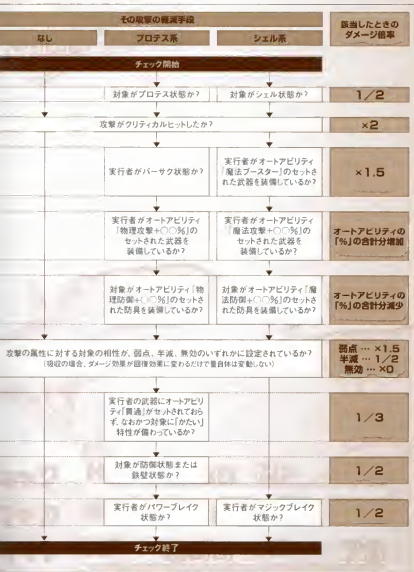 その攻撃の軽減手段
該当したときの
ダメージ倍率
なし
プロテス系
シェル系
チェック開始
対象がプロテス状態か?
対象がシェル状態か?
1/2
攻撃がクリティカルヒットしたか?
×2
実行者がバーサク状態か?
実行者がオートアビリティ
『魔法ブースター』のセットさ
れた武器を装備しているか?
×1.5
実行者がオートアビリティ
『物理攻撃+○○%』の
セットされた武器を
装備しているか?
実行者がオートアビリティ
『魔法攻撃+○○%』の
セットされた武器を
装備しているか?
オートアビリティの
「%」の合計分増加
対象がオートアビリティ『物
理防御+○○%』のセットさ
れた防具を装備しているか?
対象がオートアビリティ『魔
法防御+○○%』のセットさ
れた防具を装備しているか?
オートアビリティの
「%」の合計分減少
攻撃の属性に対する対象の相性が、弱点、半減、無効のいずれかに設定されているか?
(吸収の場合、ダメージ効果が回復効果に変わるだけで量自体は変動しない)
弱点…×1.5
半減…1/2
無効…×0
実行者の武器にオートアビリ
ティ『貫通』がセットされておら
ず、なおかつ対象に「かたい」
特性が備わっているか?
1/3
対象が防御状態または
鉄壁状態か?
1/2
実行者がパワーブレイク
状態か?
実行者がマジックブレイク
状態か?
1/2
チェック終了